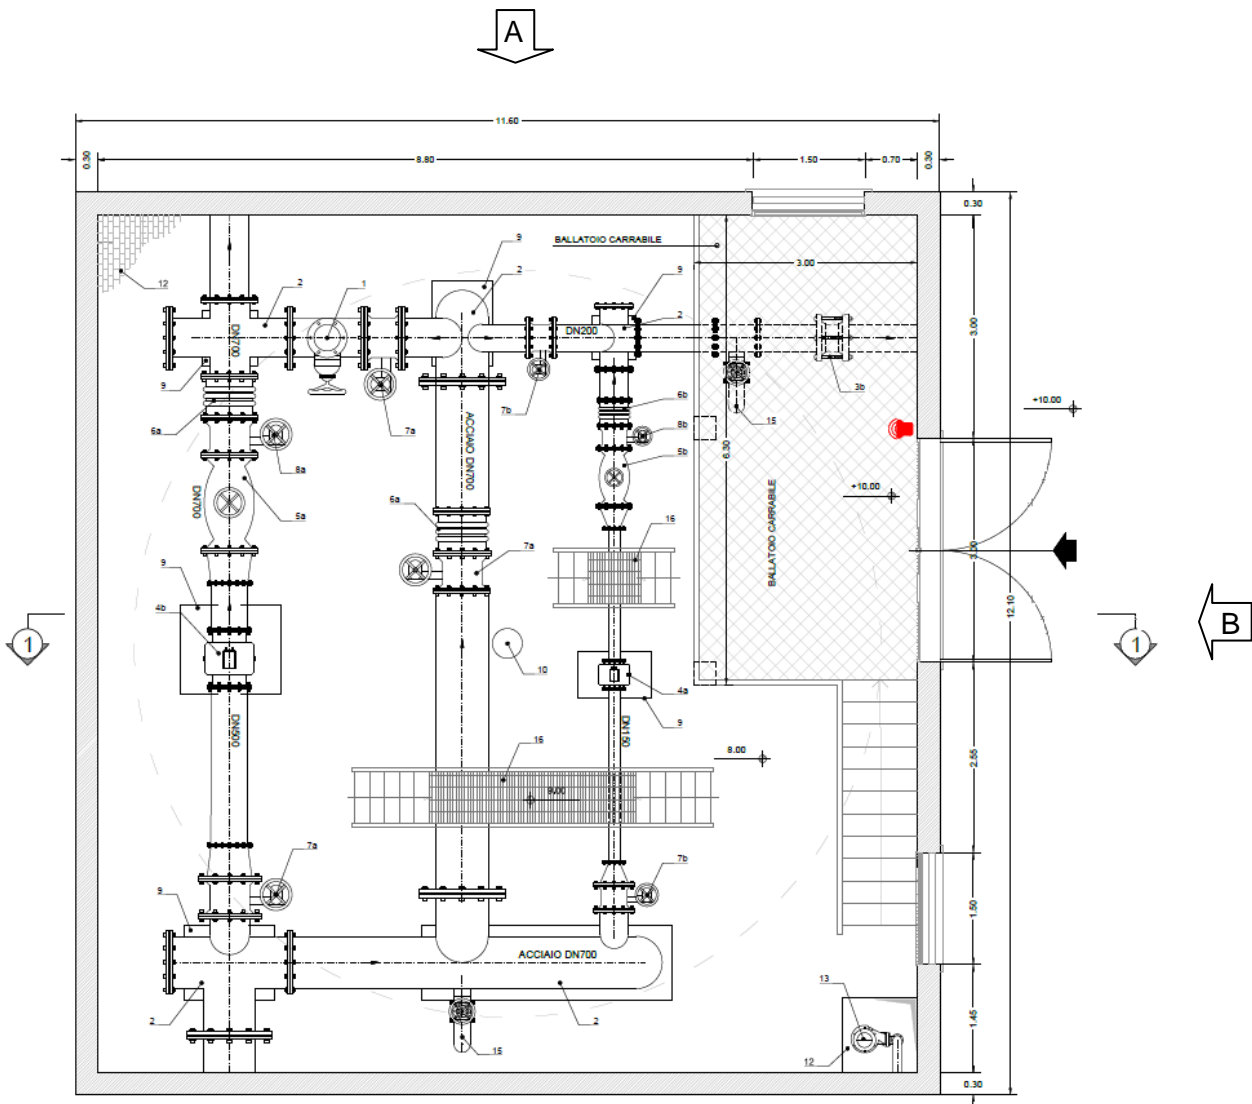 A
11.60
0.30
8.80
1.50
0.70
0.30
0.30
9
BALLATOIO CARRABILE
2
9
3.00
12
2
1
DN700
DN200
2
3.00
9
3b
6a
7a
7b
6b
8b
15
+10.00
ACCIAIO DN700
6.30
8a
5b
DN700
5a
+10.00
BALLATOIO CARRABILE
6a
16
7a
3.00
9
4b
12.10
B
1
1
10
4a
9
DN500
DN150
16
8.00
9.00
2.55
7a
7b
9
1.50
ACCIAIO DN700
13
1.45
2
2
15
12
0.30